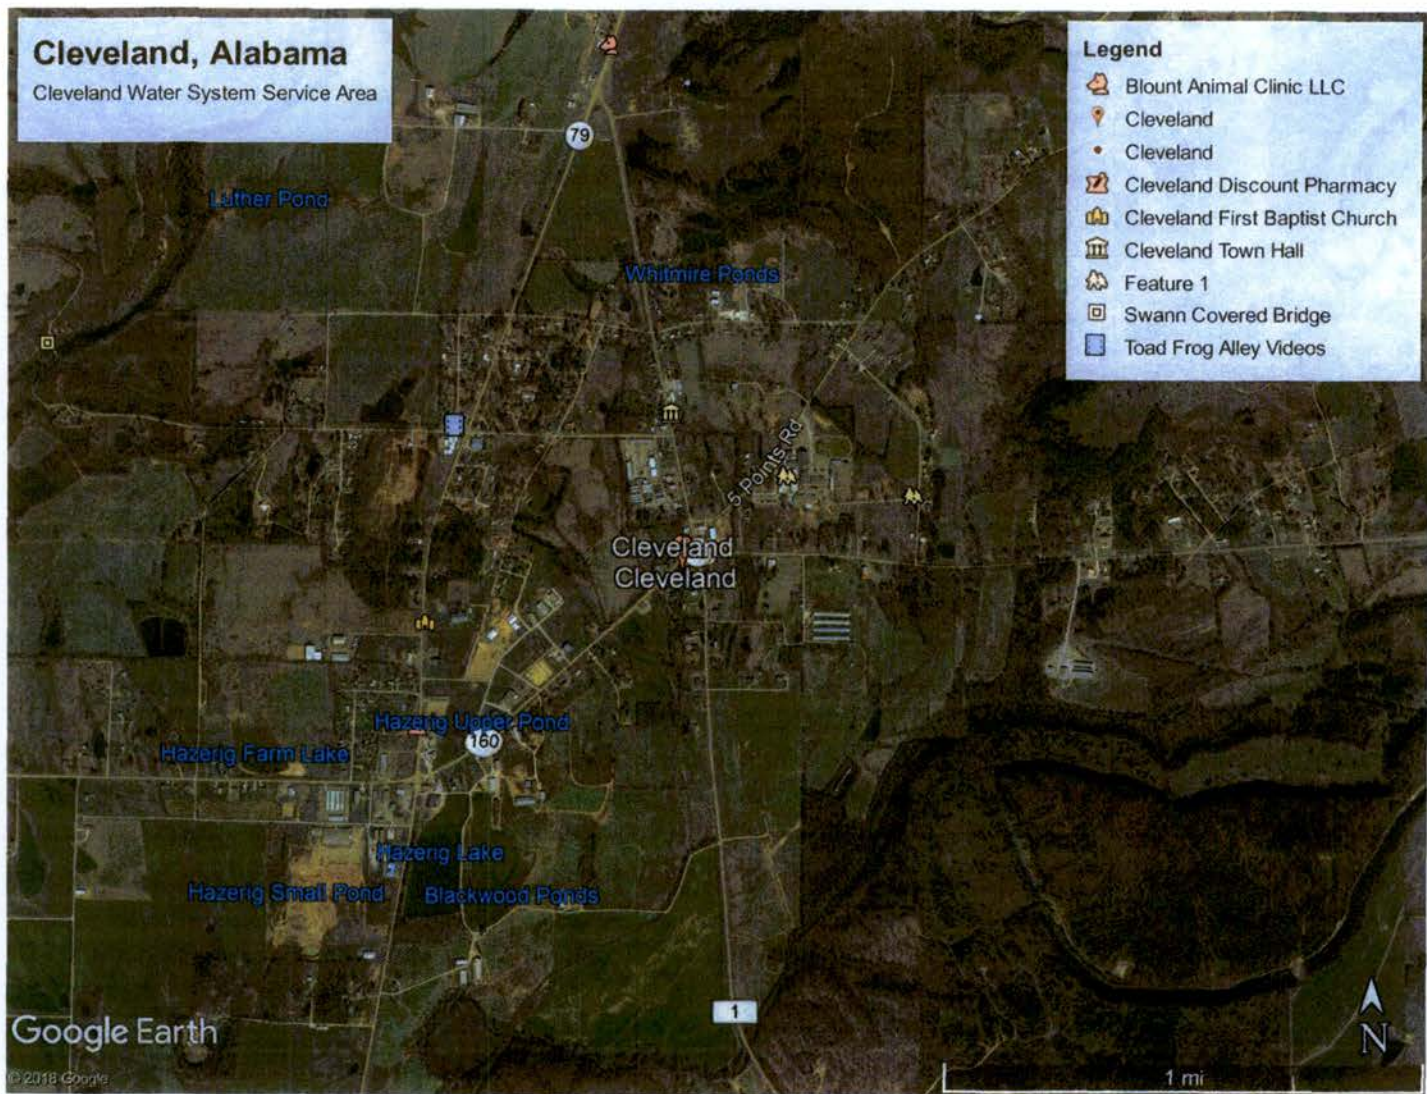 Cleveland, Alabama
Cleveland Water System Service Area
Legend
Blount Animal Clinic LLC
Cleveland
Cleveland
Cleveland Discount Pharmacy
Cleveland First Baptist Church
Cleveland Town Hall
Feature 1
Swann Covered Bridge
Toad Frog Alley Videos
79
Luther Pond
Whitmire Ponds
5 Points Rd
Cleveland
Cleveland
Hazerig Upper Pond
160
Hazerig Farm Lake
Hazerig Lake
Hazerig Small Pond
Blackwood Ponds
1
Google Earth
© 2018 Google
N
1 mi